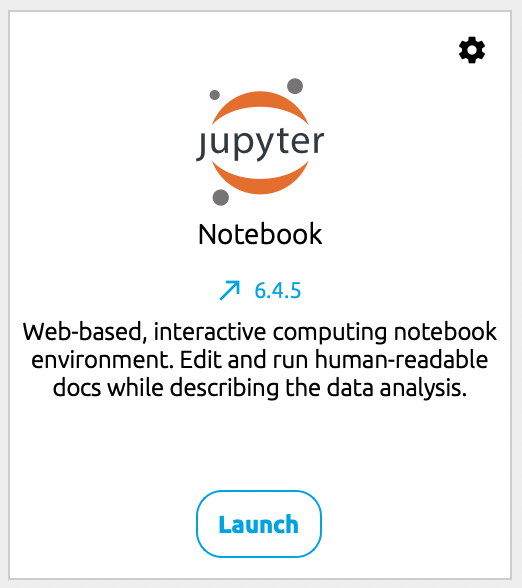 jupyter
Notebook
6.4.5
Web-based, interactive computing notebook
environment. Edit and run human-readable
docs while describing the data analysis.
Launch